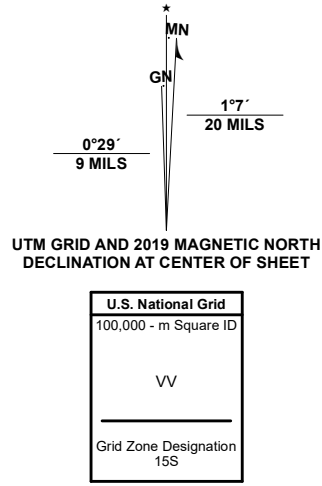 ★
MN
GN
1°7´
20 MILS
0°29´
9 MILS
UTM GRID AND 2019 MAGNETIC NORTH
DECLINATION AT CENTER OF SHEET
U.S. National Grid
100,000 - m Square ID
VV
Grid Zone Designation
15S